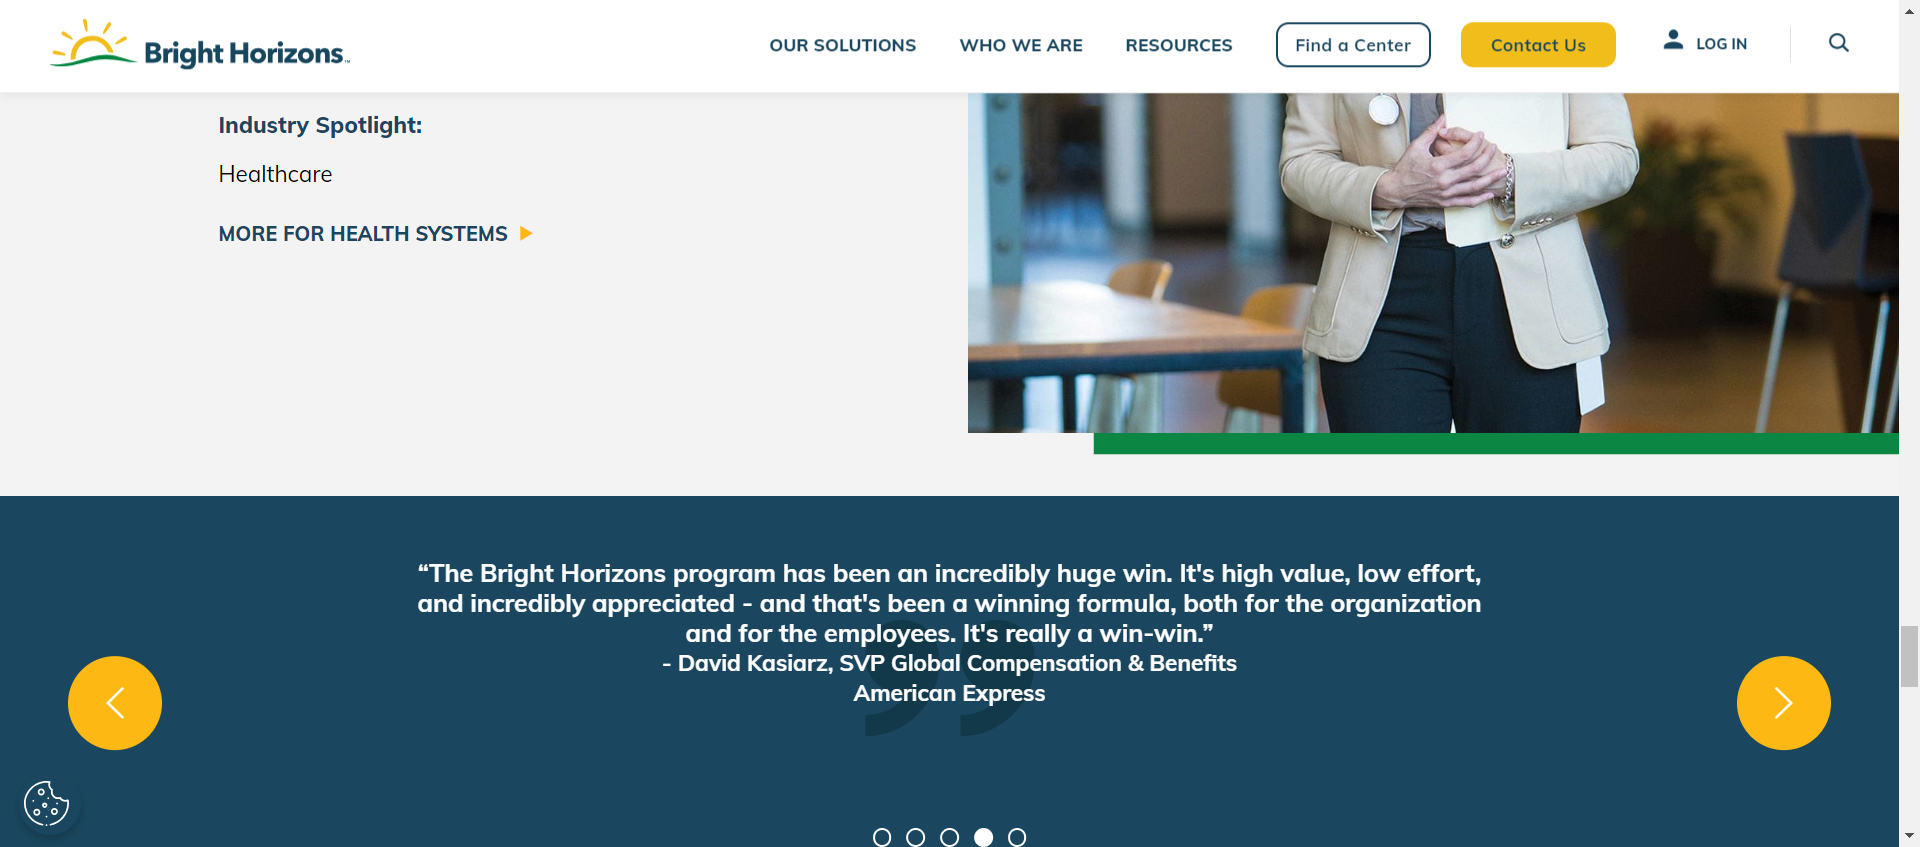 Bright Horizons™
OUR SOLUTIONS
WHO WE ARE
RESOURCES
Find a Center
Contact Us
LOG IN
Industry Spotlight:
Healthcare
MORE FOR HEALTH SYSTEMS
“The Bright Horizons program has been an incredibly huge win. It's high value, low effort,
and incredibly appreciated - and that's been a winning formula, both for the organization
and for the employees. It's really a win-win.”
- David Kasiarz, SVP Global Compensation & Benefits
American Express